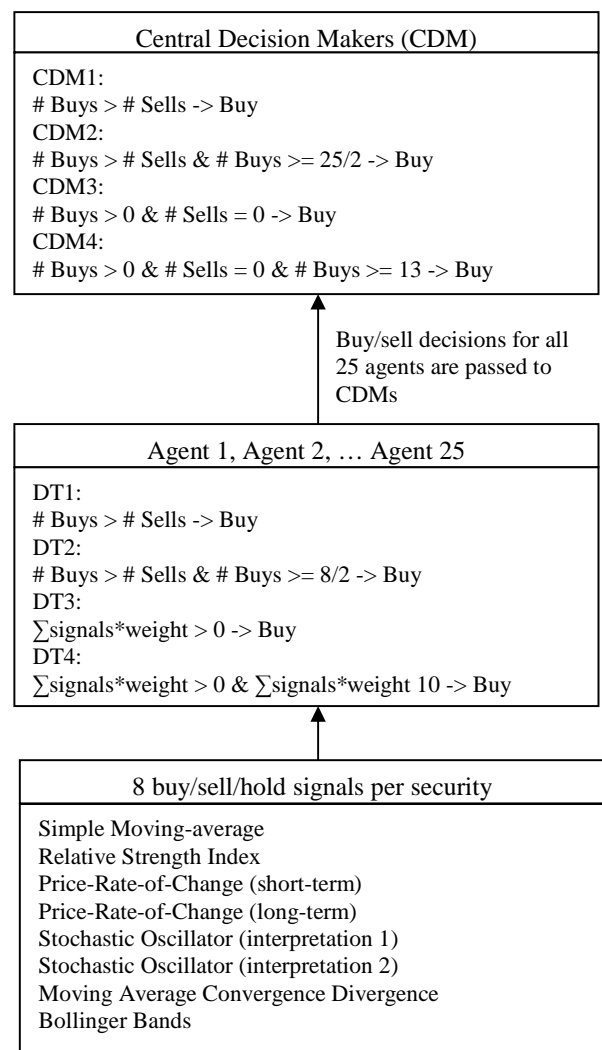 Central Decision Makers (CDM)
CDM1:
# Buys > # Sells -> Buy
CDM2:
# Buys > # Sells & # Buys >= 25/2 -> Buy
CDM3:
# Buys > 0 & # Sells = 0 -> Buy
CDM4:
# Buys > 0 & # Sells = 0 & # Buys >= 13 -> Buy
Buy/sell decisions for all
25 agents are passed to
CDMs
Agent 1, Agent 2, … Agent 25
DT1:
# Buys > # Sells -> Buy
DT2:
# Buys > # Sells & # Buys >= 8/2 -> Buy
DT3:
∑signals*weight > 0 -> Buy
DT4:
∑signals*weight > 0 & ∑signals*weight 10 -> Buy
8 buy/sell/hold signals per security
Simple Moving-average
Relative Strength Index
Price-Rate-of-Change (short-term)
Price-Rate-of-Change (long-term)
Stochastic Oscillator (interpretation 1)
Stochastic Oscillator (interpretation 2)
Moving Average Convergence Divergence
Bollinger Bands